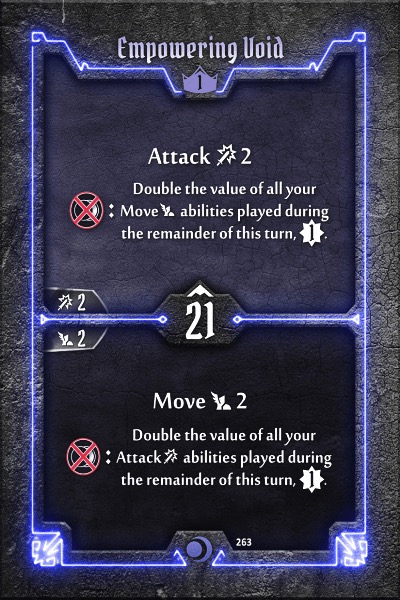 Empowering Void
1
Attack 2
Double the value of all your
: Move abilities played during
the remainder of this turn, 1.
2
21
2
Move 2
Double the value of all your
: Attack abilities played during
the remainder of this turn, 1.
263